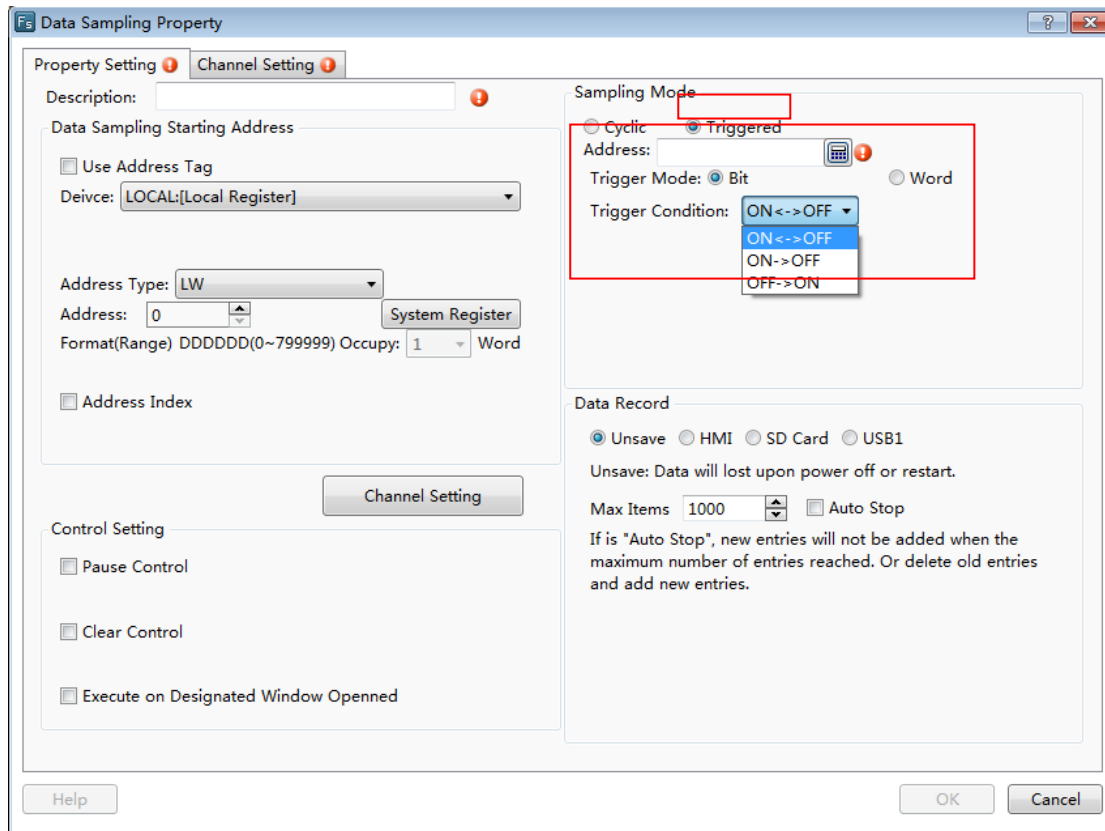 Fs Data Sampling Property
Property Setting Channel Setting
Description:
Data Sampling Starting Address
Use Address Tag
Deivce: LOCAL:[Local Register]
Address Type: LW
Address: 0 System Register
Format(Range) DDDDDD(0~799999) Occupy: 1 Word
Address Index
Channel Setting
Control Setting
Pause Control
Clear Control
Execute on Designated Window Openned
Sampling Mode
Cyclic Triggered
Address:
Trigger Mode: Bit Word
Trigger Condition: ON<->OFF
ON<->OFF
ON->OFF
OFF->ON
Data Record
Unsave HMI SD Card USB1
Unsave: Data will lost upon power off or restart.
Max Items 1000 Auto Stop
If is "Auto Stop", new entries will not be added when the
maximum number of entries reached. Or delete old entries
and add new entries.
Help OK Cancel